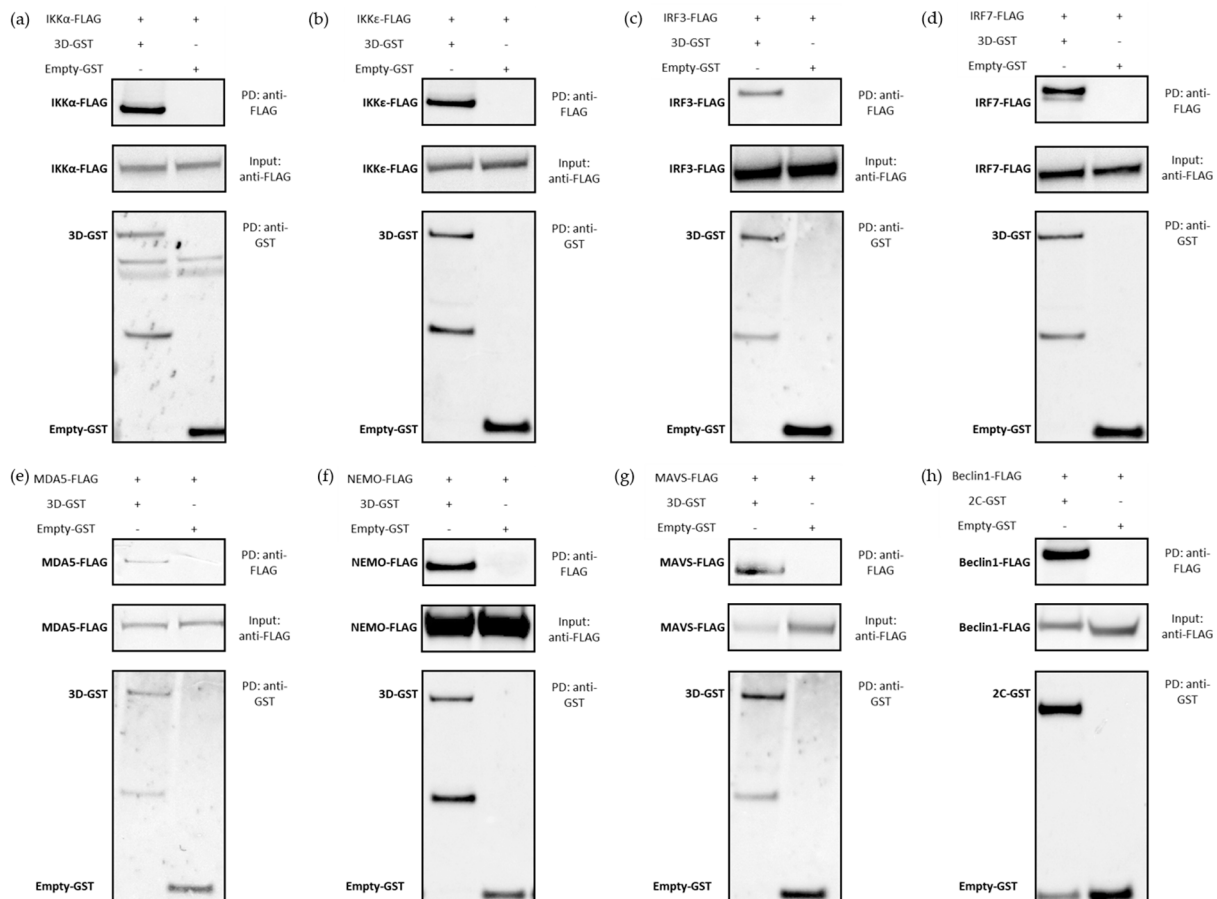 (a) IKKα-FLAG + +
3D-GST + -
Empty-GST - +
IKKα-FLAG PD: anti-
FLAG
IKKα-FLAG Input:
anti-FLAG
3D-GST PD: anti-
GST
Empty-GST
(b) IKKε-FLAG + +
3D-GST + -
Empty-GST - +
IKKε-FLAG PD: anti-
FLAG
IKKε-FLAG Input:
anti-FLAG
3D-GST PD: anti-
GST
Empty-GST
(c) IRF3-FLAG + +
3D-GST + -
Empty-GST - +
IRF3-FLAG PD: anti-
FLAG
IRF3-FLAG Input:
anti-FLAG
3D-GST PD: anti-
GST
Empty-GST
(d) IRF7-FLAG + +
3D-GST + -
Empty-GST - +
IRF7-FLAG PD: anti-
FLAG
IRF7-FLAG Input:
anti-FLAG
3D-GST PD: anti-
GST
Empty-GST
(e) MDA5-FLAG + +
3D-GST + -
Empty-GST - +
MDA5-FLAG PD: anti-
FLAG
MDA5-FLAG Input:
anti-FLAG
3D-GST PD: anti-
GST
Empty-GST
(f) NEMO-FLAG + +
3D-GST + -
Empty-GST - +
NEMO-FLAG PD: anti-
FLAG
NEMO-FLAG Input:
anti-FLAG
3D-GST PD: anti-
GST
Empty-GST
(g) MAVS-FLAG + +
3D-GST + -
Empty-GST - +
MAVS-FLAG PD: anti-
FLAG
MAVS-FLAG Input:
anti-FLAG
3D-GST PD: anti-
GST
Empty-GST
(h) Beclin1-FLAG + +
2C-GST + -
Empty-GST - +
Beclin1-FLAG PD: anti-
FLAG
Beclin1-FLAG Input:
anti-FLAG
2C-GST PD: anti-
GST
Empty-GST